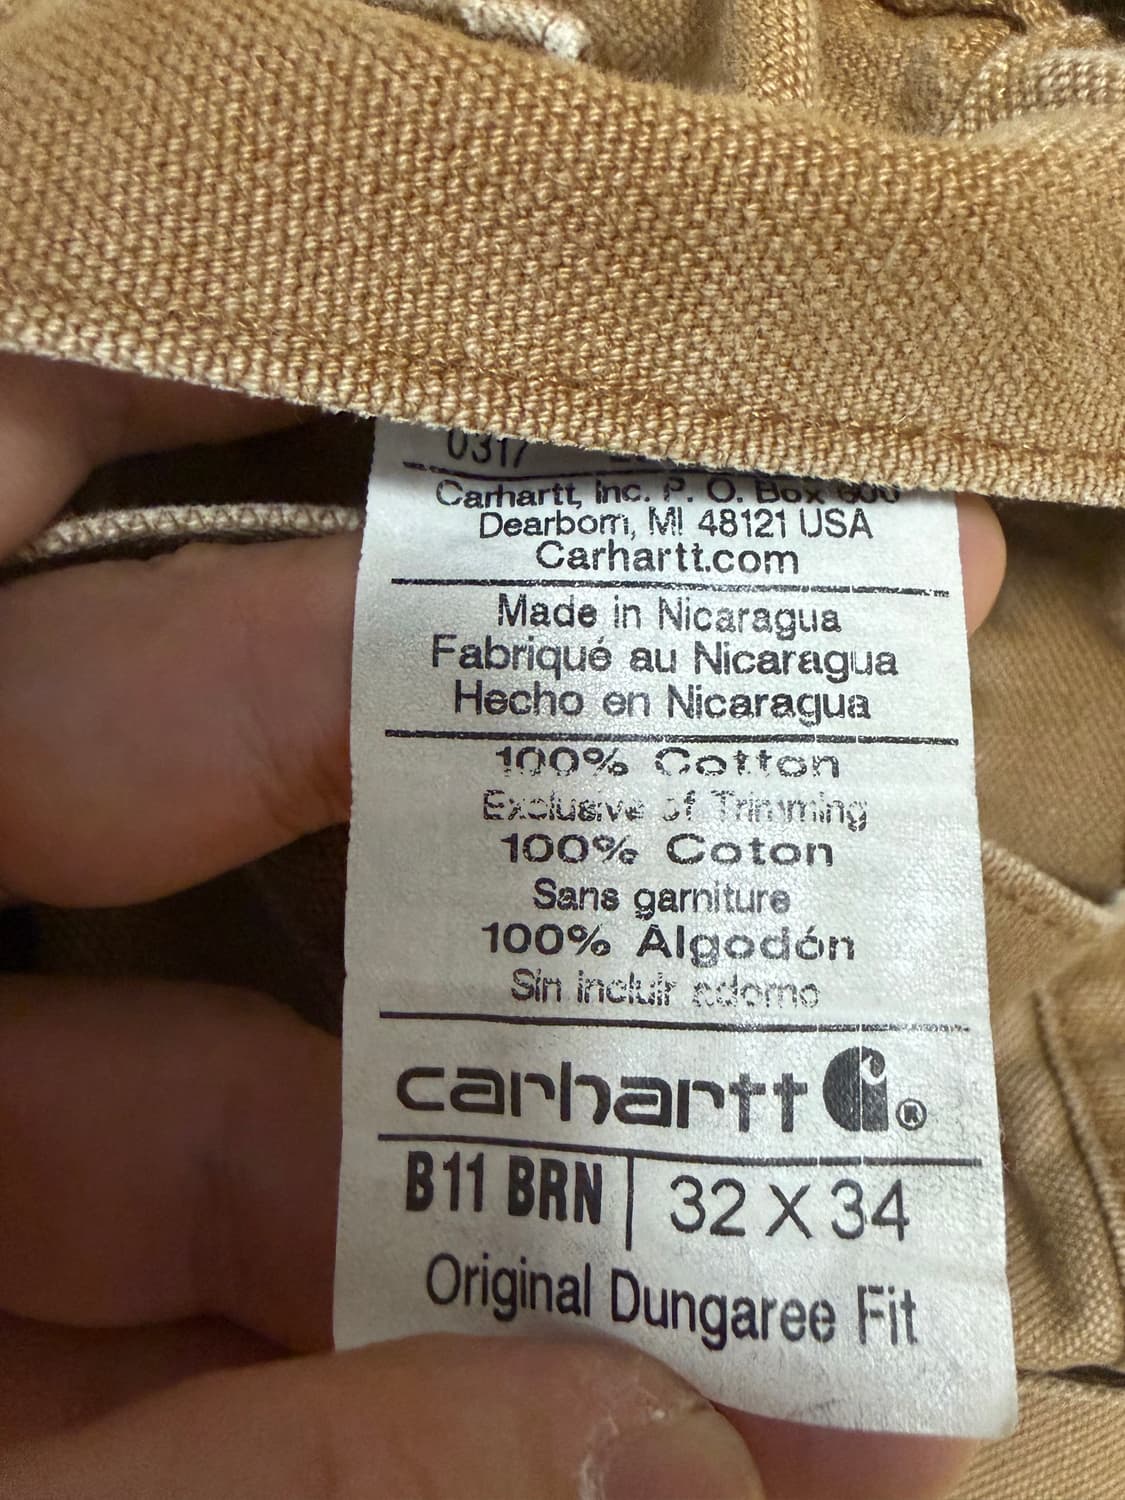 0317
Carhartt, Inc. P. O. Box 600
Dearborn, MI 48121 USA
Carhartt.com
Made in Nicaragua
Fabriqué au Nicaragua
Hecho en Nicaragua
100% Cotton
Exclusive of Trimming
100% Coton
Sans garniture
100% Algodón
Sin incluir adorno
carhartt ®
B11 BRN | 32 X 34
Original Dungaree Fit